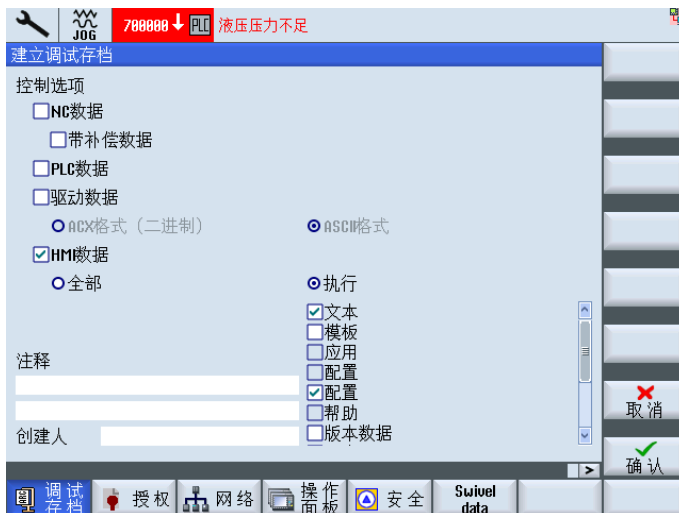 JOG
700000 ↓ PLC 液压压力不足
建立调试存档
控制选项
NC数据
带补偿数据
PLC数据
驱动数据
ACX格式（二进制） ASCII格式
HMI数据
全部 执行
文本
模板
应用
配置
配置
帮助
版本数据
注释
创建人
取消
确认
调试存档 授权 网络 操作面板 安全 Swivel data